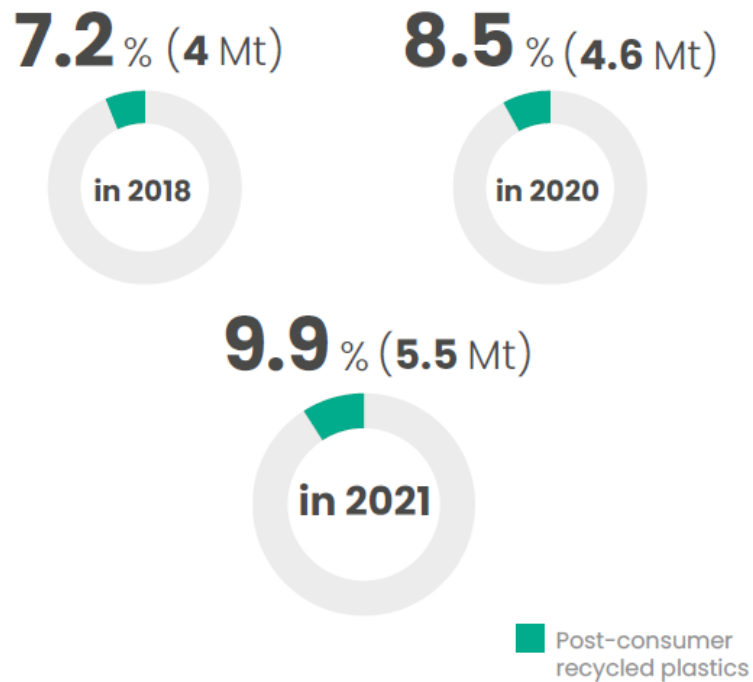 7.2 % (4 Mt)
in 2018
8.5 % (4.6 Mt)
in 2020
9.9 % (5.5 Mt)
in 2021
Post-consumer
recycled plastics